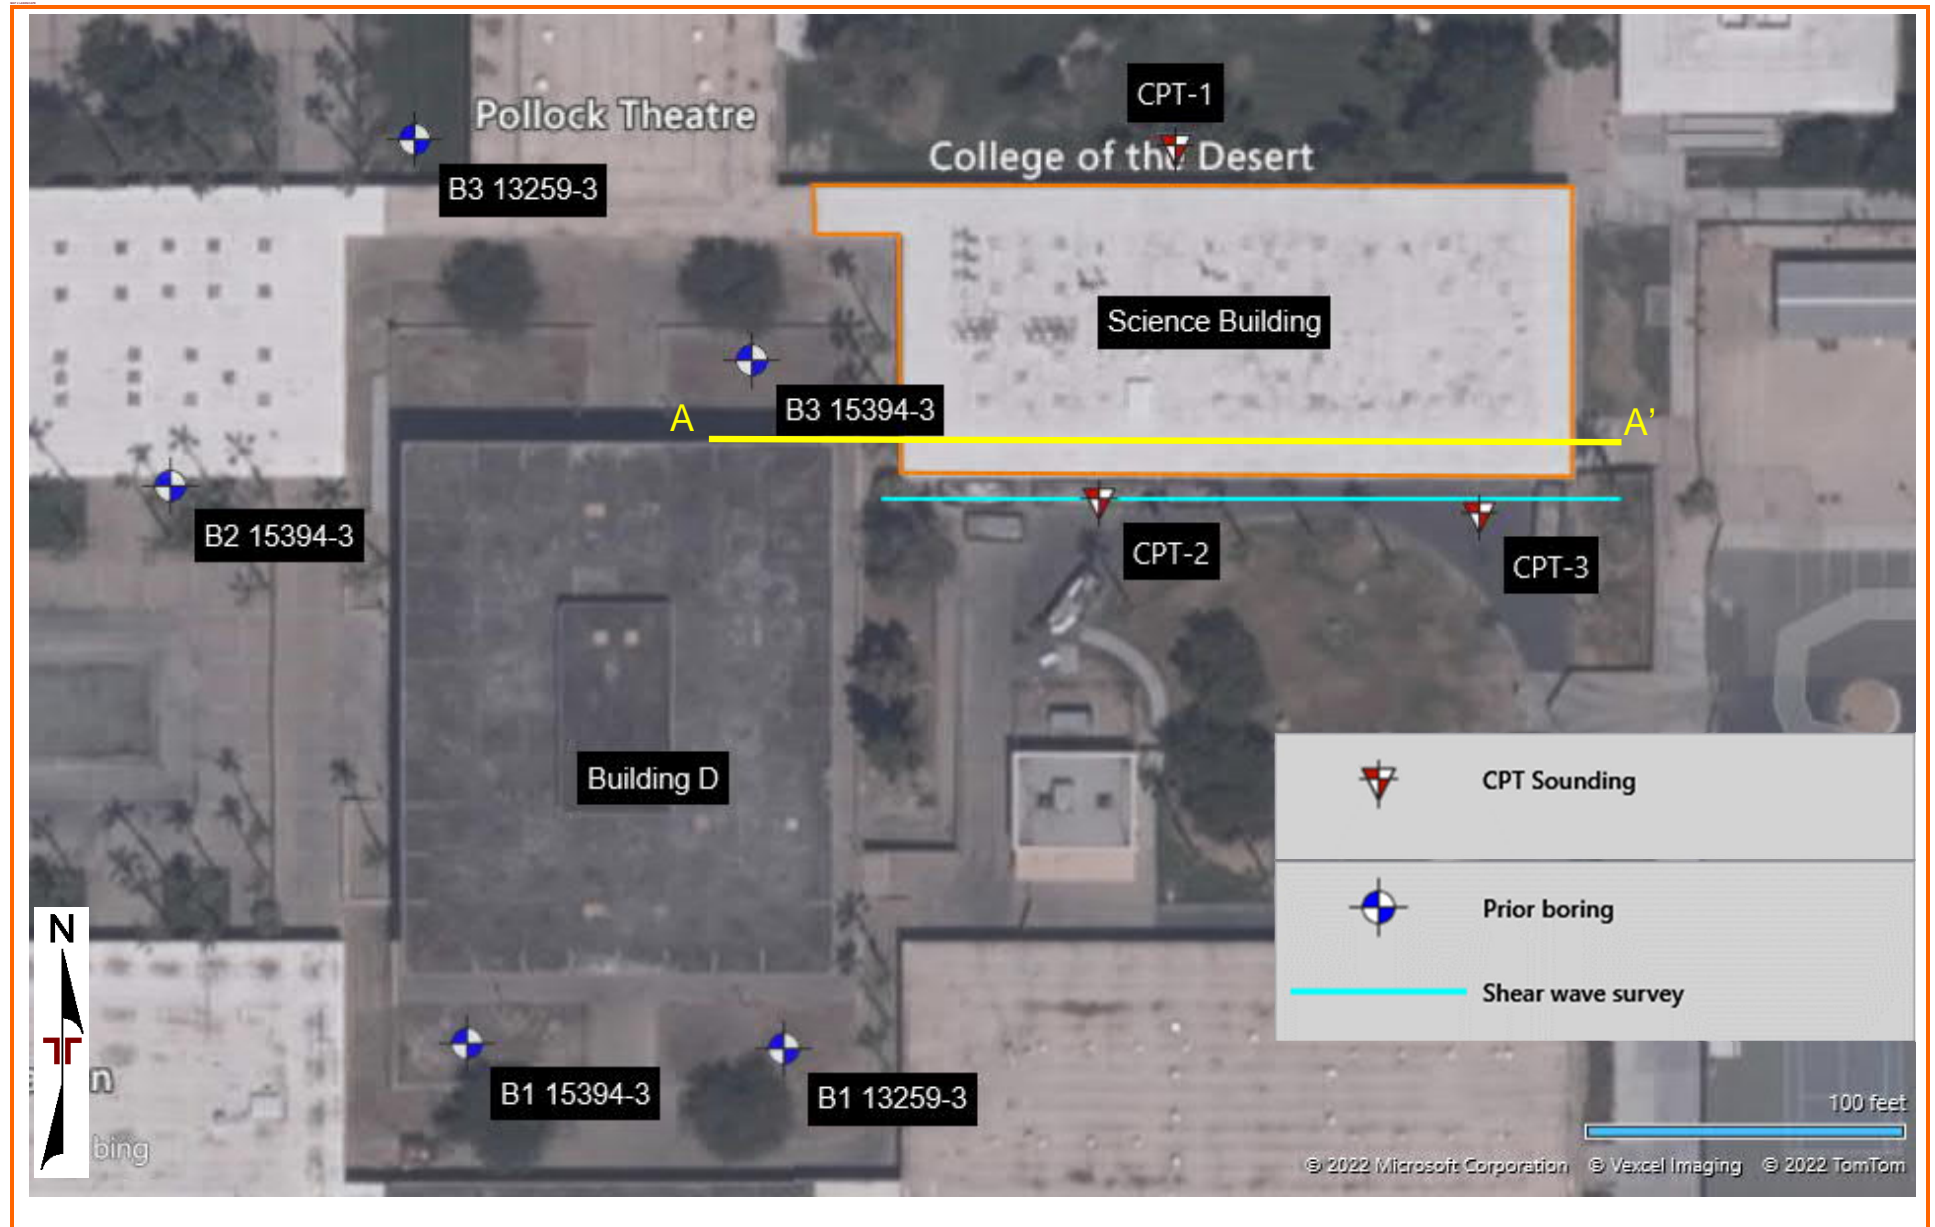 CPT-1
Pollock Theatre
College of the Desert
B3 13259-3
Science Building
B3 15394-3
A
A’
B2 15394-3
CPT-2
CPT-3
Building D
CPT Sounding
Prior boring
Shear wave survey
N
B1 15394-3
B1 13259-3
100 feet
bing
© 2022 Microsoft Corporation © Vexcel Imaging © 2022 TomTom